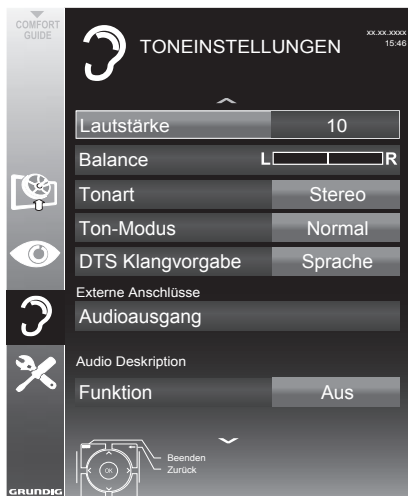 COMFORT
GUIDE
TONEINSTELLUNGEN
xx.xx.xxxx
15:46
Lautstärke 10
Balance L R
Tonart Stereo
Ton-Modus Normal
DTS Klangvorgabe Sprache
Externe Anschlüsse
Audioausgang
Audio Deskription
Funktion Aus
Beenden
Zurück
OK
GRUNDIG